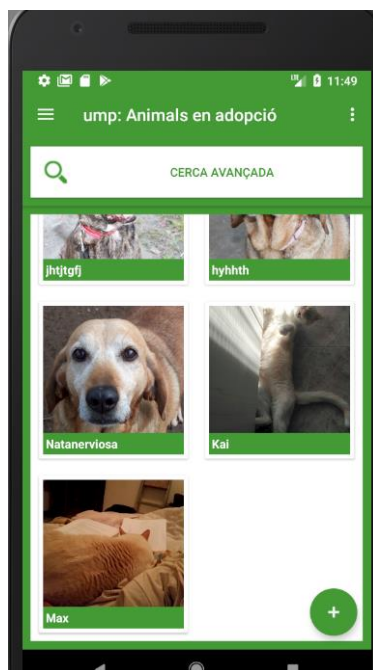 11:49
ump: Animals en adopció
CERCA AVANÇADA
jhtjtgfj
hyhhth
Natanerviosa
Kai
Max